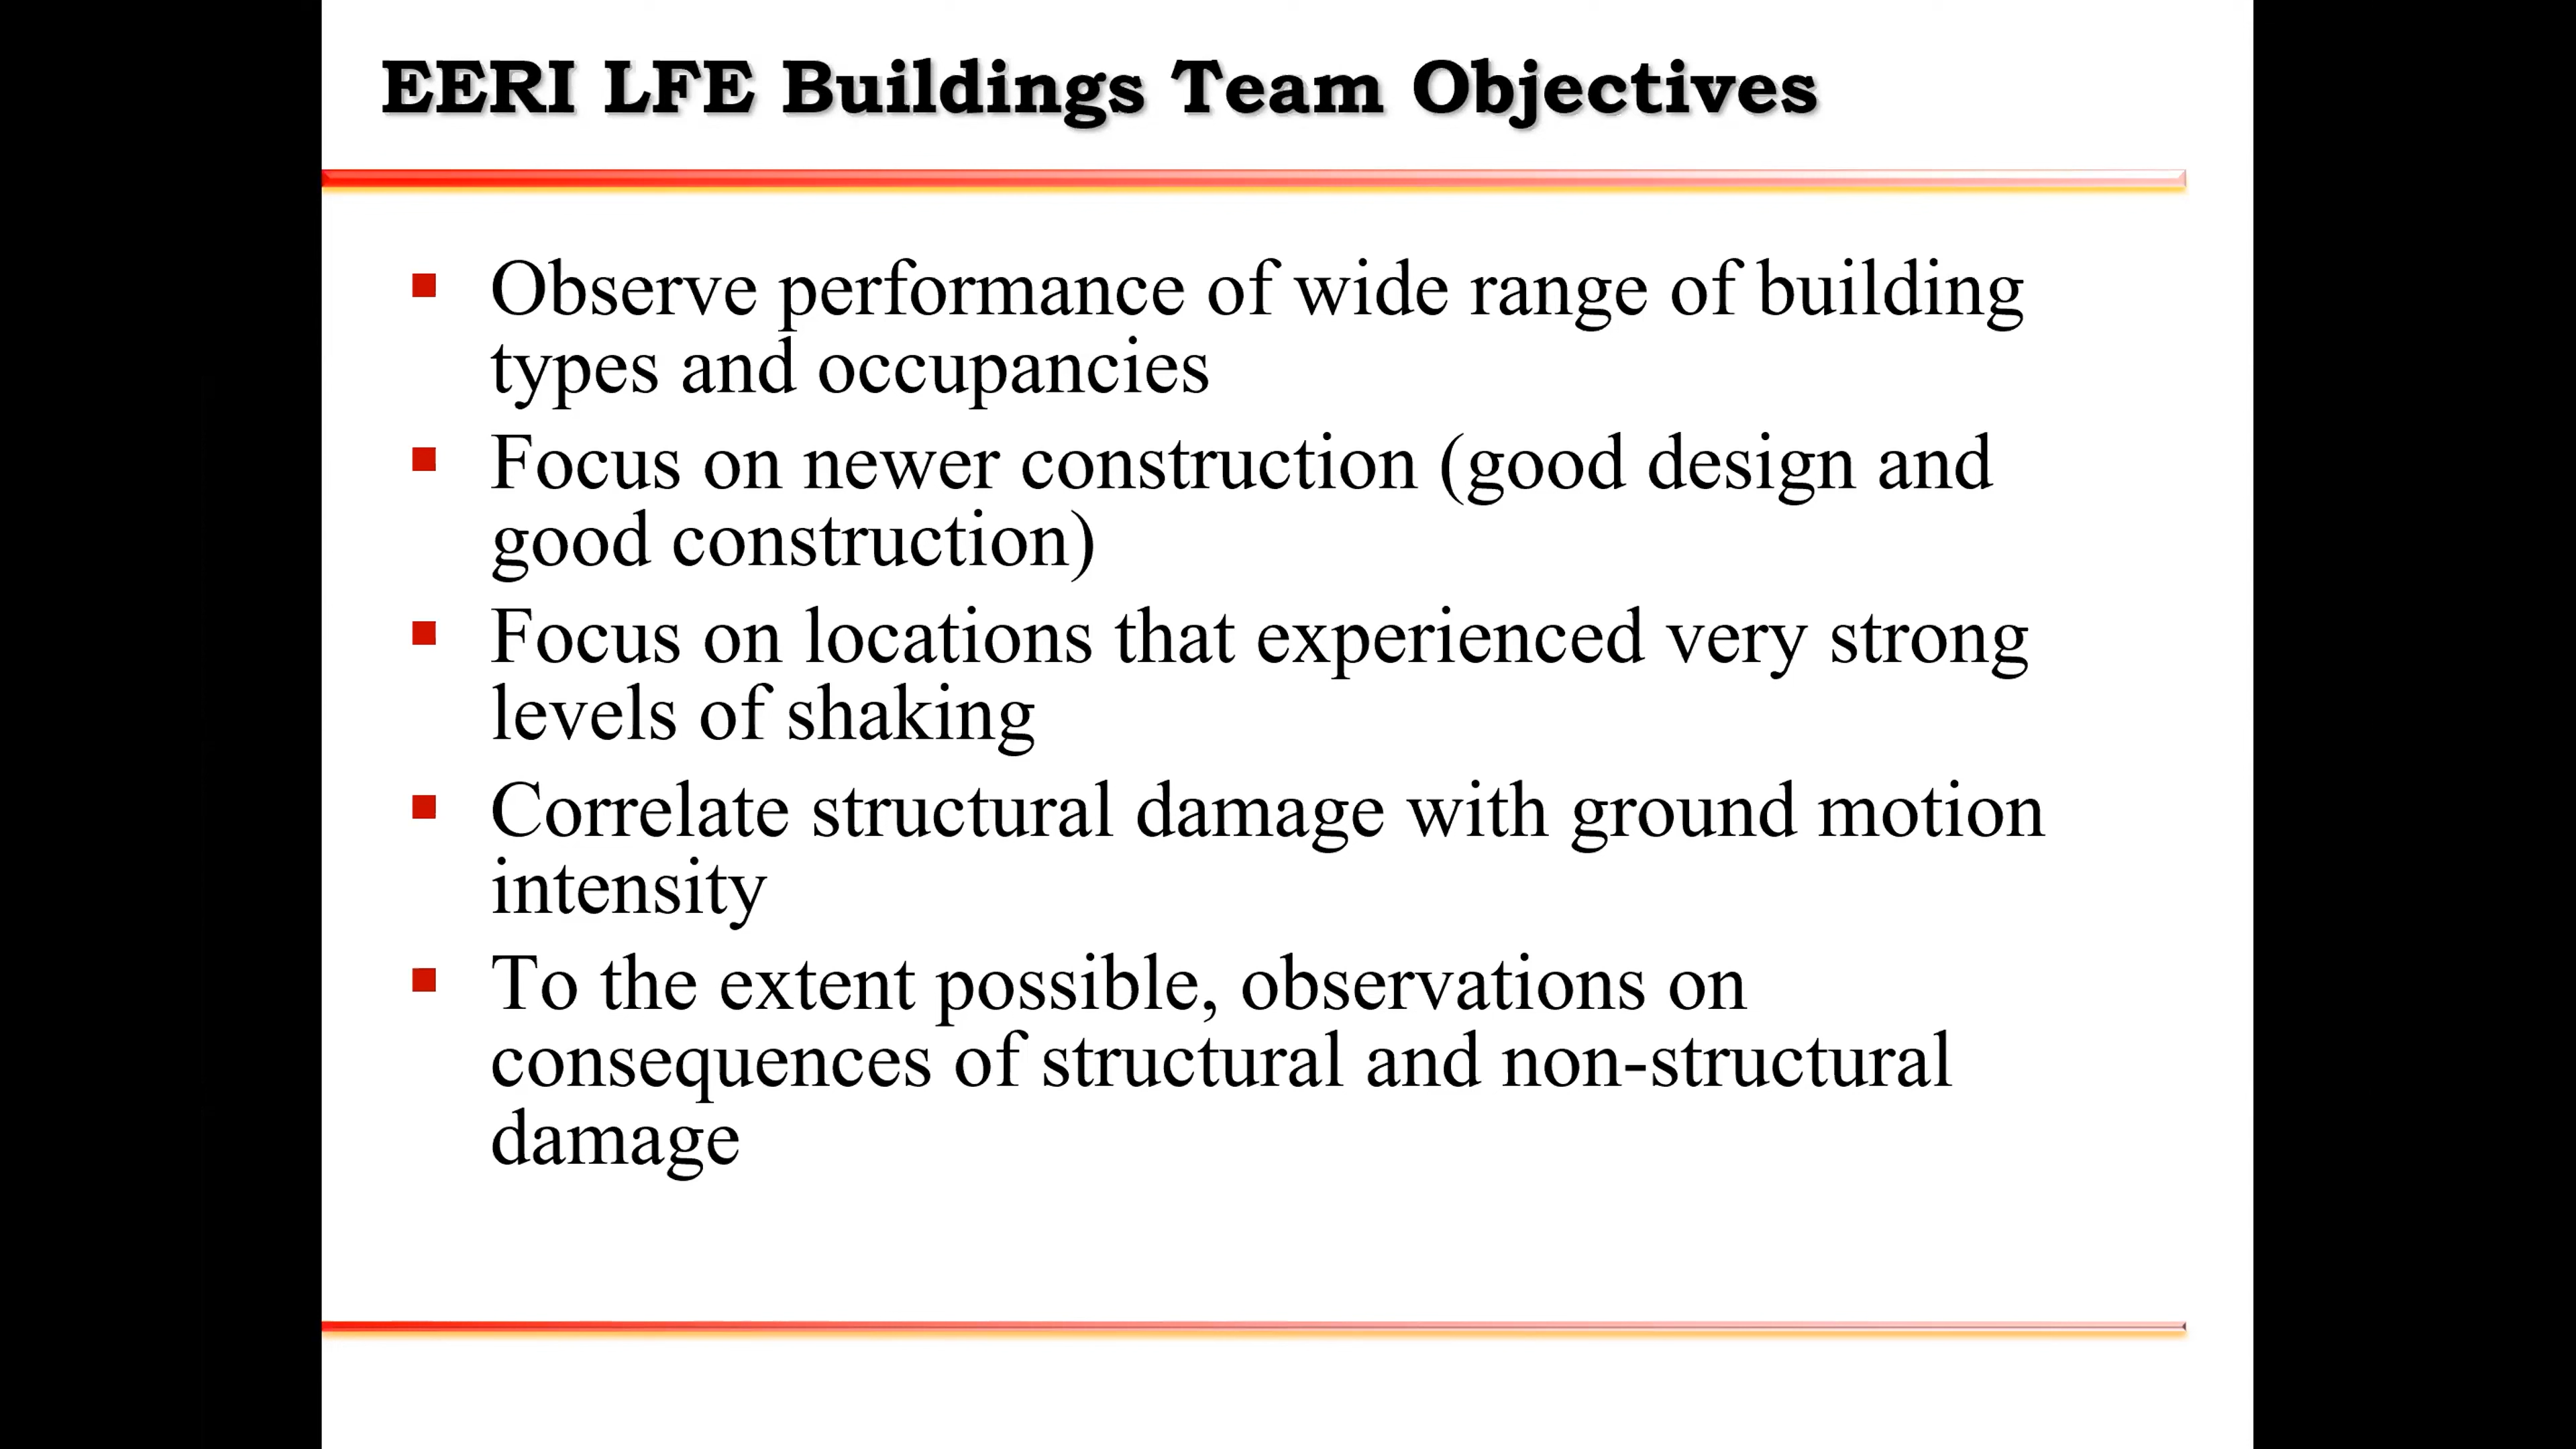 EERI LFE Buildings Team Objectives
Observe performance of wide range of building
types and occupancies
Focus on newer construction (good design and
good construction)
Focus on locations that experienced very strong
levels of shaking
Correlate structural damage with ground motion
intensity
To the extent possible, observations on
consequences of structural and non-structural
damage